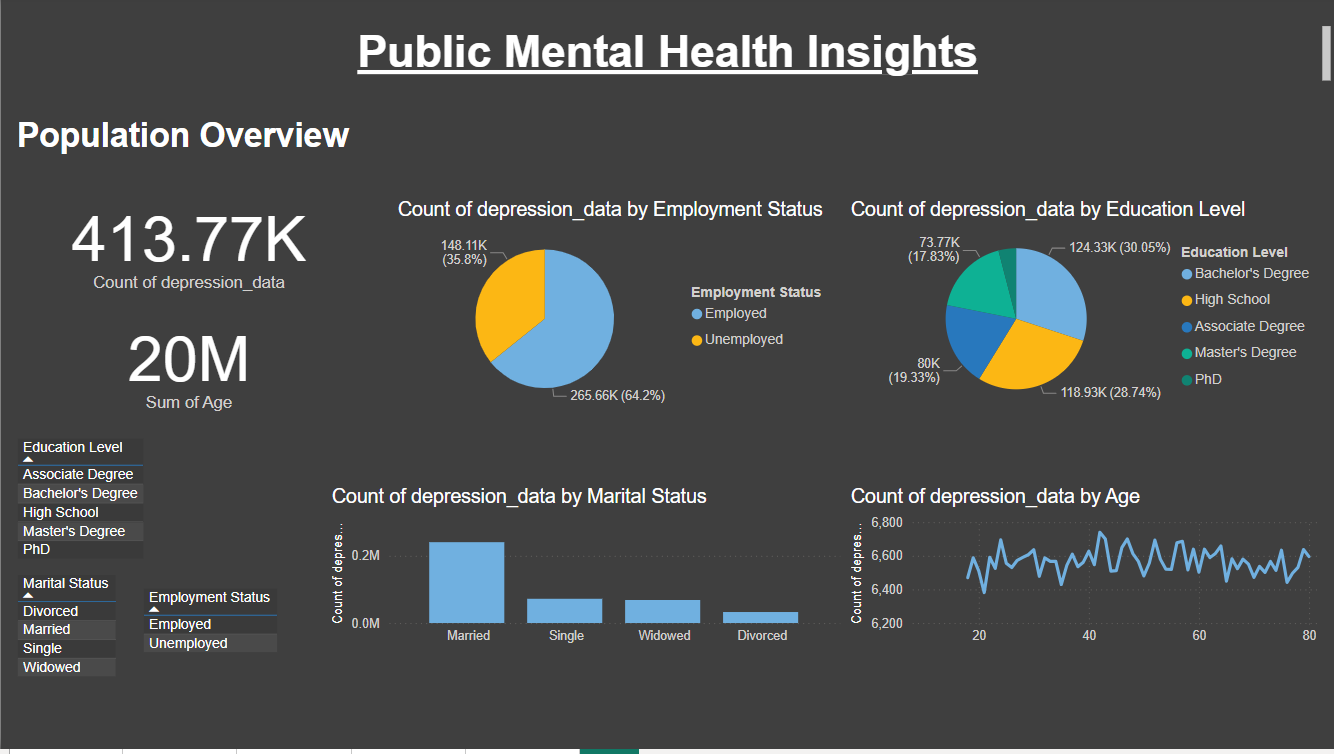 Public Mental Health Insights
Population Overview
413.77K
Count of depression_data
20M
Sum of Age
Count of depression_data by Employment Status
148.11K
(35.8%)
265.66K (64.2%)
Employment Status
Employed
Unemployed
Count of depression_data by Education Level
73.77K
(17.83%)
124.33K (30.05%)
80K
(19.33%)
118.93K (28.74%)
Education Level
Bachelor's Degree
High School
Associate Degree
Master's Degree
PhD
Education Level
Associate Degree
Bachelor's Degree
High School
Master's Degree
PhD
Marital Status
Divorced
Married
Single
Widowed
Employment Status
Employed
Unemployed
Count of depression_data by Marital Status
Count of depres...
0.2M
0.0M
Married
Single
Widowed
Divorced
Count of depression_data by Age
Count of depres...
6,800
6,600
6,400
6,200
20
40
60
80